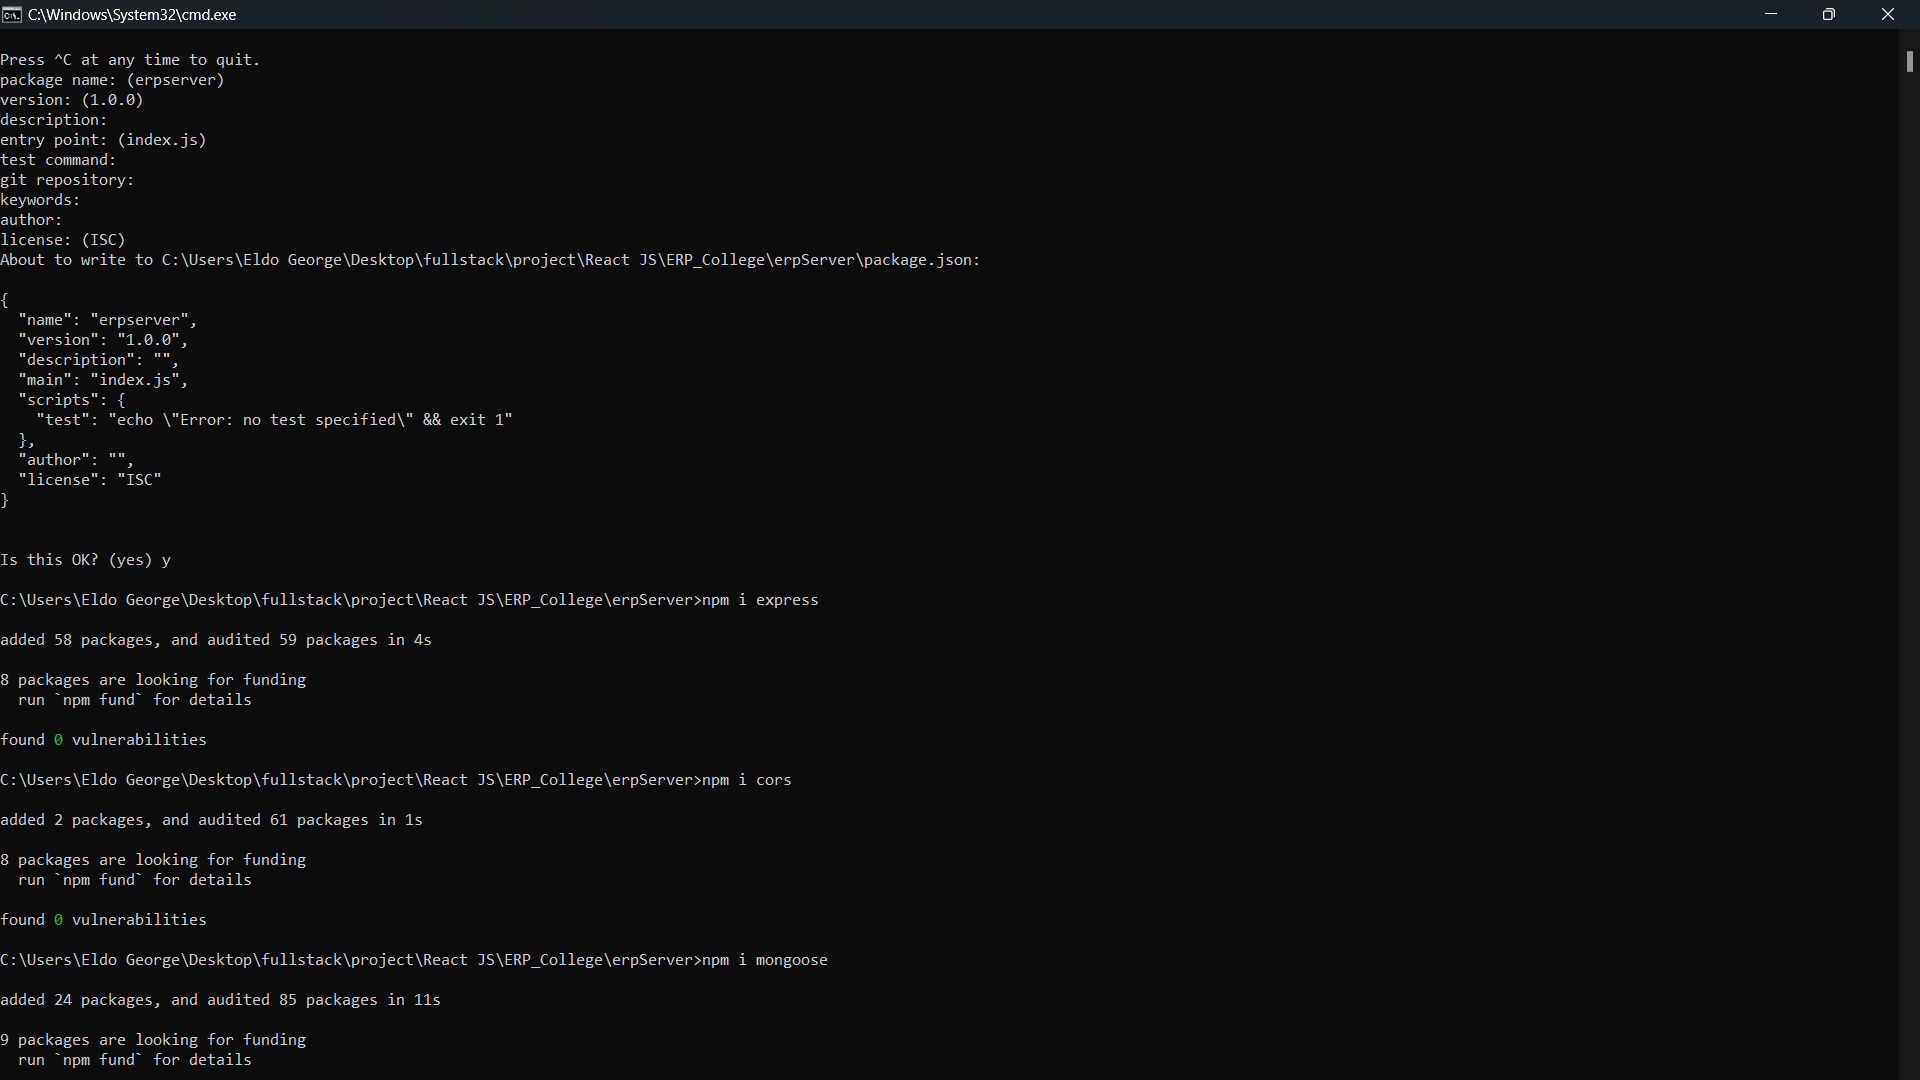 C:\Windows\System32\cmd.exe
Press ^C at any time to quit.
package name: (erpserver)
version: (1.0.0)
description:
entry point: (index.js)
test command:
git repository:
keywords:
author:
license: (ISC)
About to write to C:\Users\Eldo George\Desktop\fullstack\project\React JS\ERP_College\erpServer\package.json:
{
  "name": "erpserver",
  "version": "1.0.0",
  "description": "",
  "main": "index.js",
  "scripts": {
    "test": "echo \"Error: no test specified\" && exit 1"
  },
  "author": "",
  "license": "ISC"
}
Is this OK? (yes) y
C:\Users\Eldo George\Desktop\fullstack\project\React JS\ERP_College\erpServer>npm i express
added 58 packages, and audited 59 packages in 4s
8 packages are looking for funding
  run `npm fund` for details
found 0 vulnerabilities
C:\Users\Eldo George\Desktop\fullstack\project\React JS\ERP_College\erpServer>npm i cors
added 2 packages, and audited 61 packages in 1s
8 packages are looking for funding
  run `npm fund` for details
found 0 vulnerabilities
C:\Users\Eldo George\Desktop\fullstack\project\React JS\ERP_College\erpServer>npm i mongoose
added 24 packages, and audited 85 packages in 11s
9 packages are looking for funding
  run `npm fund` for details